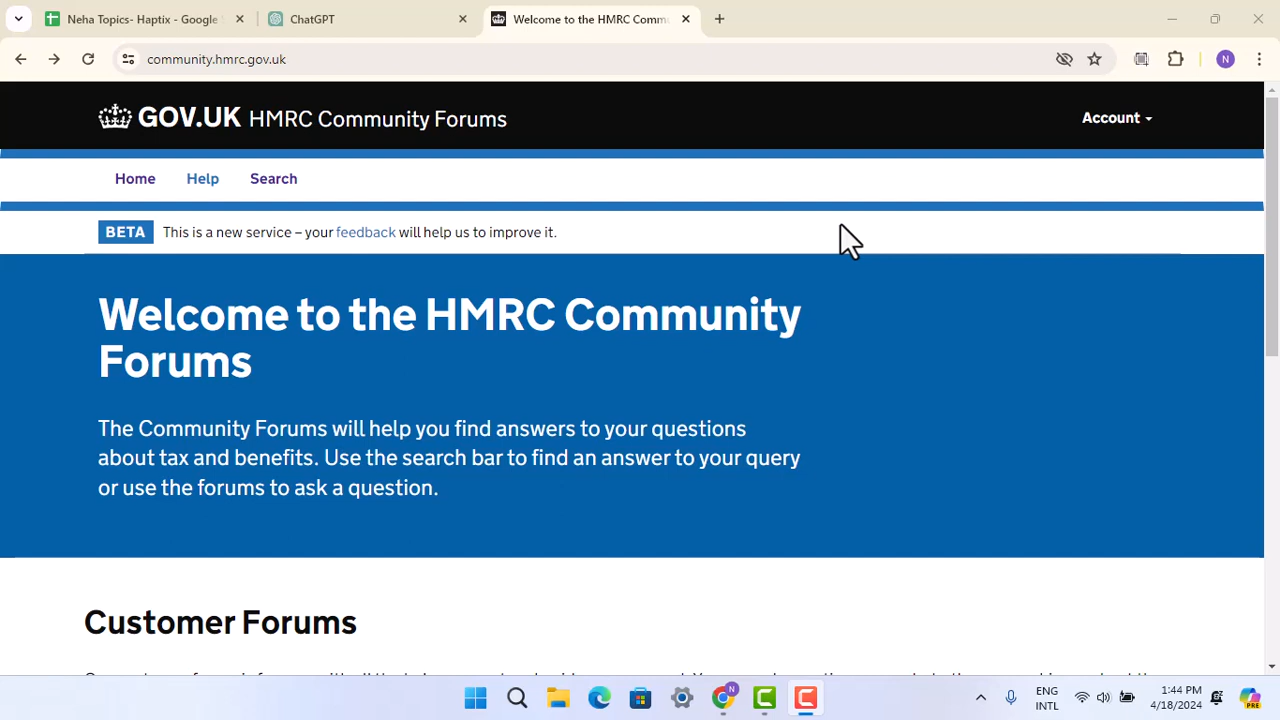 Neha Topics- Haptix - Google
ChatGPT
Welcome to the HMRC Commu
community.hmrc.gov.uk
N
GOV.UK HMRC Community Forums
Account
Home Help Search
BETA This is a new service – your feedback will help us to improve it.
Welcome to the HMRC Community
Forums
The Community Forums will help you find answers to your questions
about tax and benefits. Use the search bar to find an answer to your query
or use the forums to ask a question.
Customer Forums
N
ENG
INTL
1:44 PM
4/18/2024
PRE